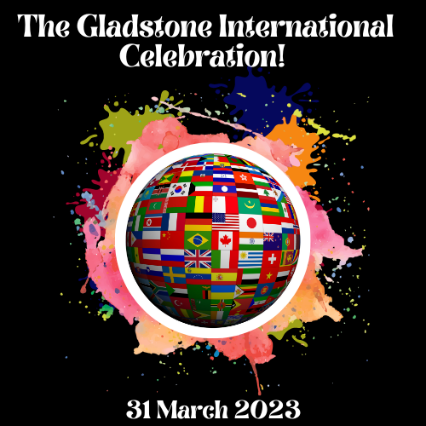 The Gladstone International
Celebration!
31 March 2023